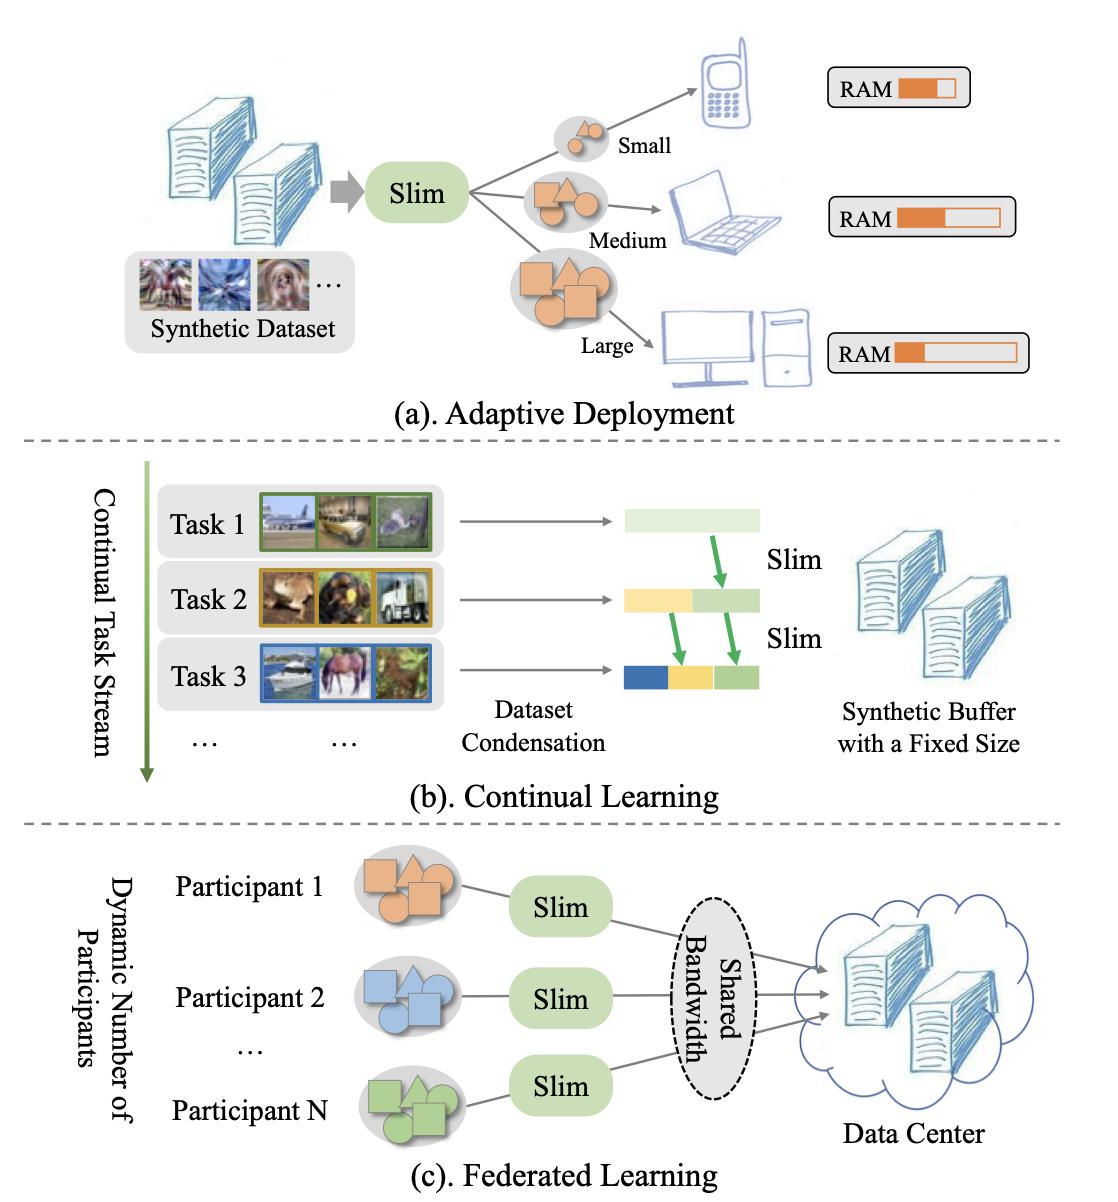 RAM
Small
Slim
RAM
Medium
...
Synthetic Dataset
Large
RAM
(a). Adaptive Deployment
Continual Task Stream
Task 1
Slim
Task 2
Slim
Task 3
Dataset
Condensation
Synthetic Buffer
with a Fixed Size
...
...
(b). Continual Learning
Dynamic Number of
Participants
Participant 1
Slim
Participant 2
Slim
Shared
Bandwidth
...
Participant N
Slim
Data Center
(c). Federated Learning